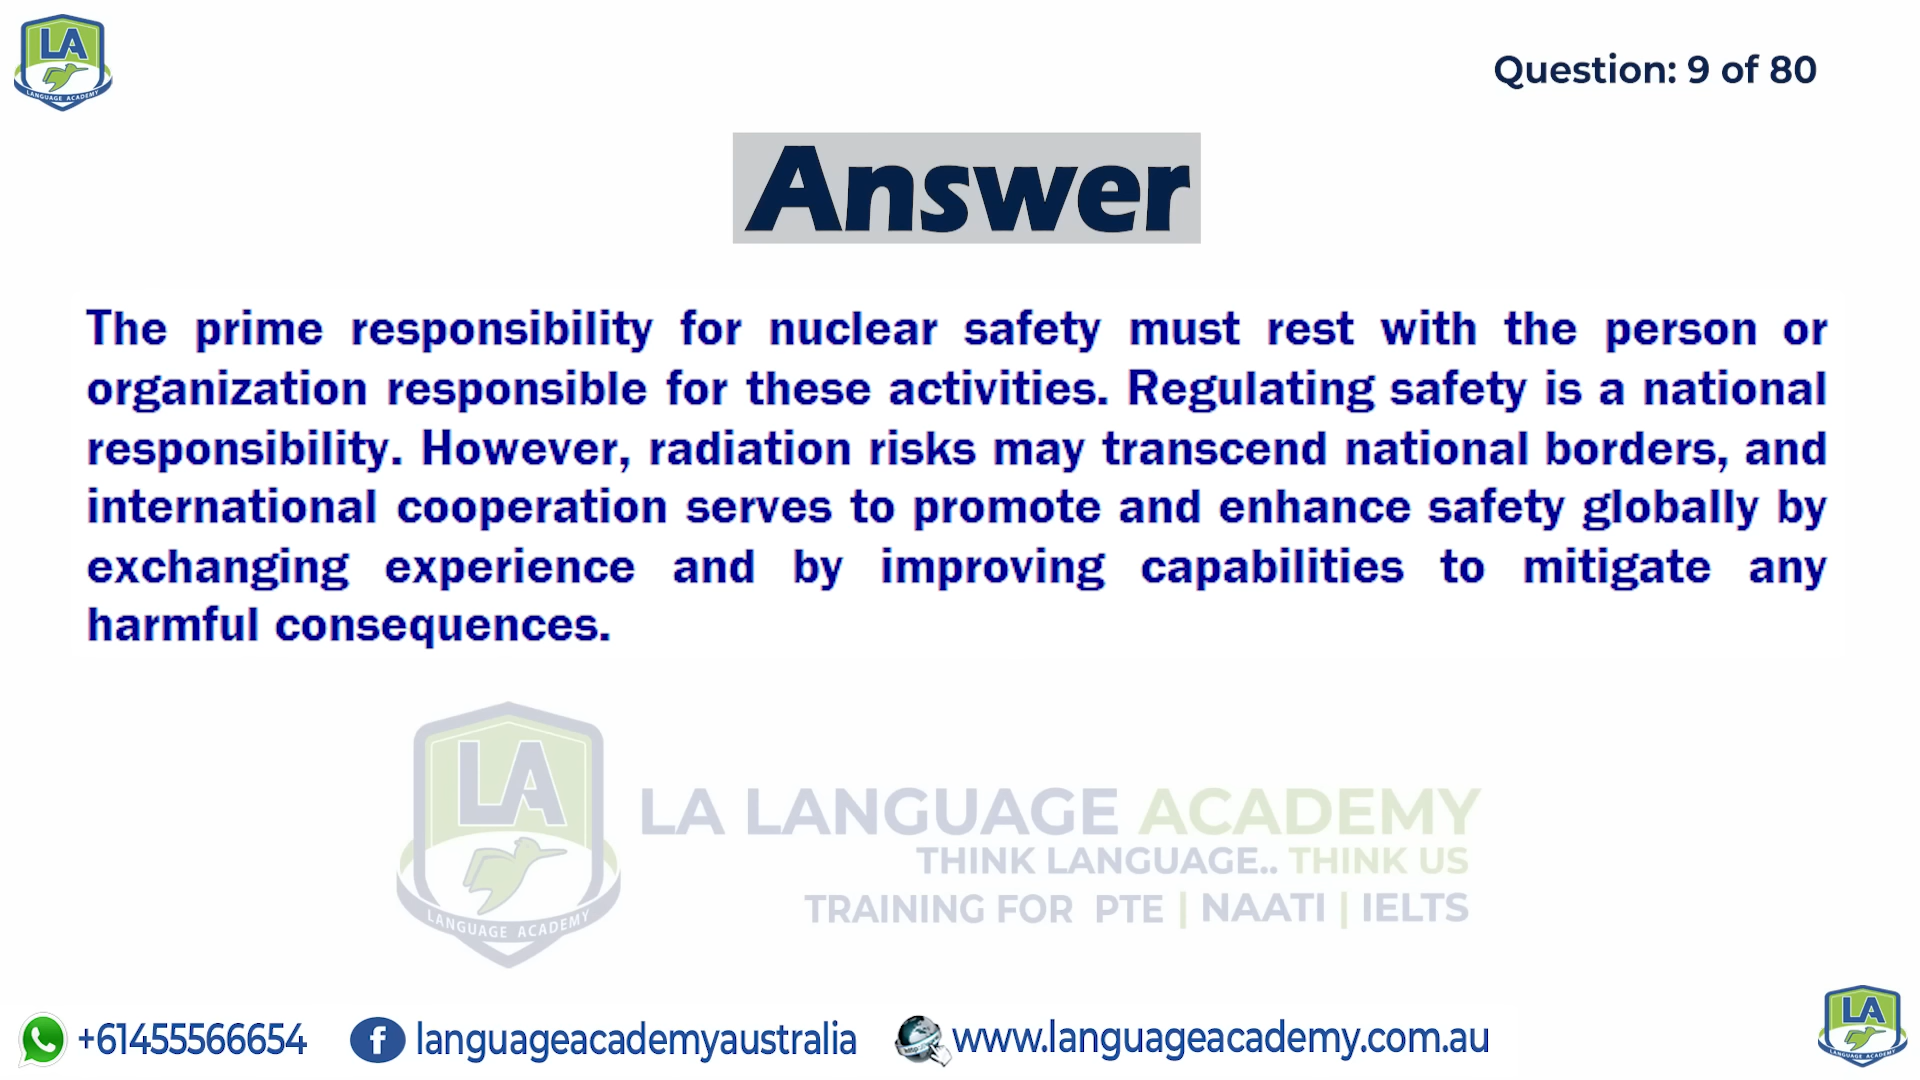 LA
LANGUAGE ACADEMY
Question: 9 of 80
Answer
The prime responsibility for nuclear safety must rest with the person or
organization responsible for these activities. Regulating safety is a national
responsibility. However, radiation risks may transcend national borders, and
international cooperation serves to promote and enhance safety globally by
exchanging experience and by improving capabilities to mitigate any
harmful consequences.
LA
LANGUAGE ACADEMY
LA LANGUAGE ACADEMY
THINK LANGUAGE.. THINK US
TRAINING FOR PTE | NAATI | IELTS
+61455566654
f languageacademyaustralia
www.languageacademy.com.au
LA
LANGUAGE ACADEMY